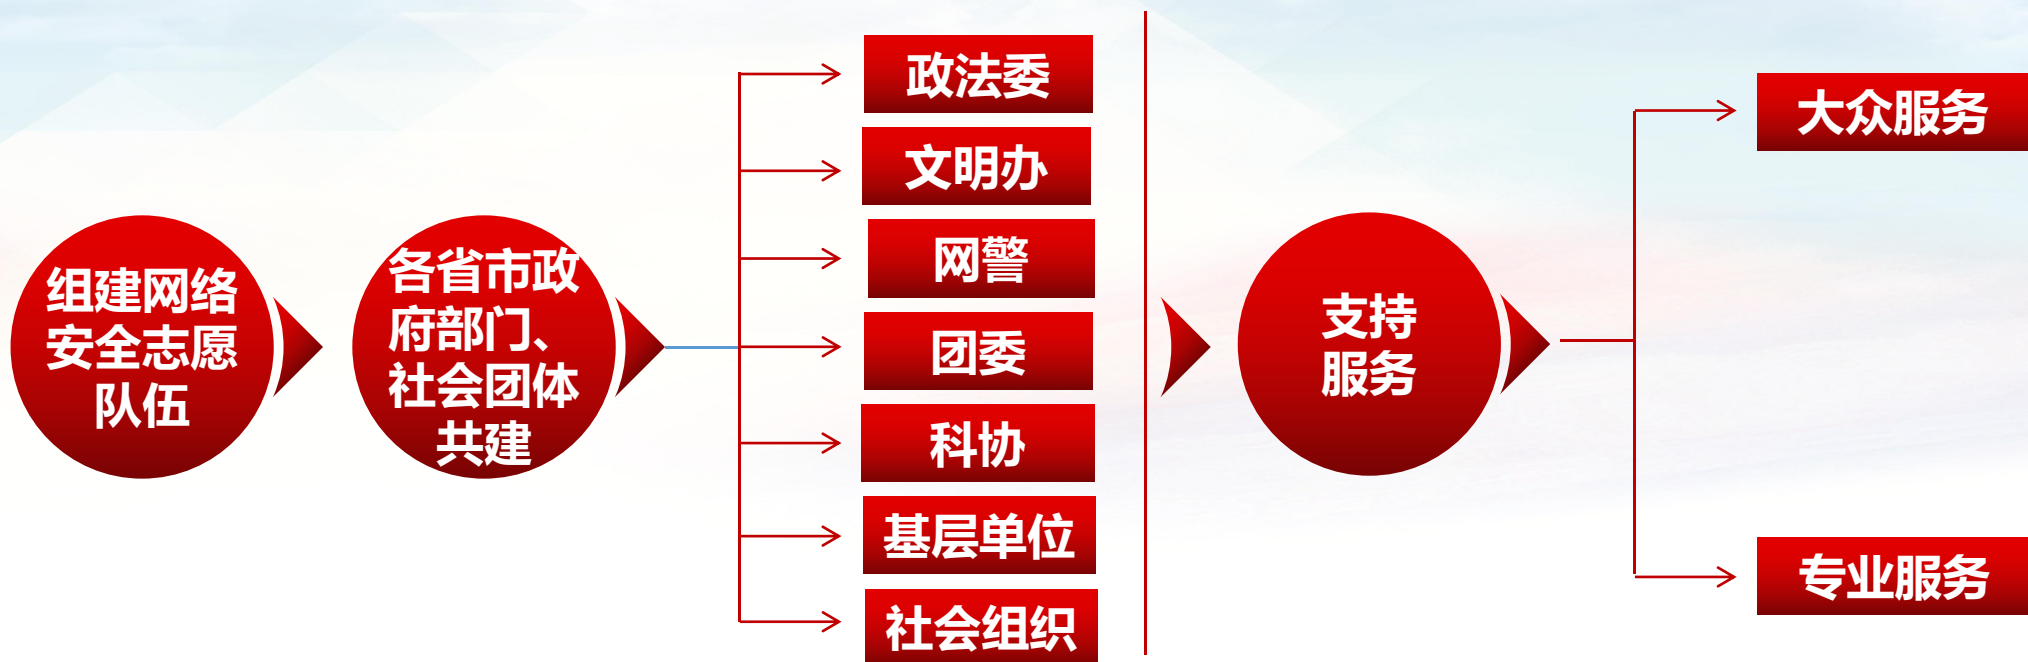 组建网络
安全志愿
队伍
各省市政
府部门、
社会团体
共建
政法委
文明办
网警
团委
科协
基层单位
社会组织
支持
服务
大众服务
专业服务